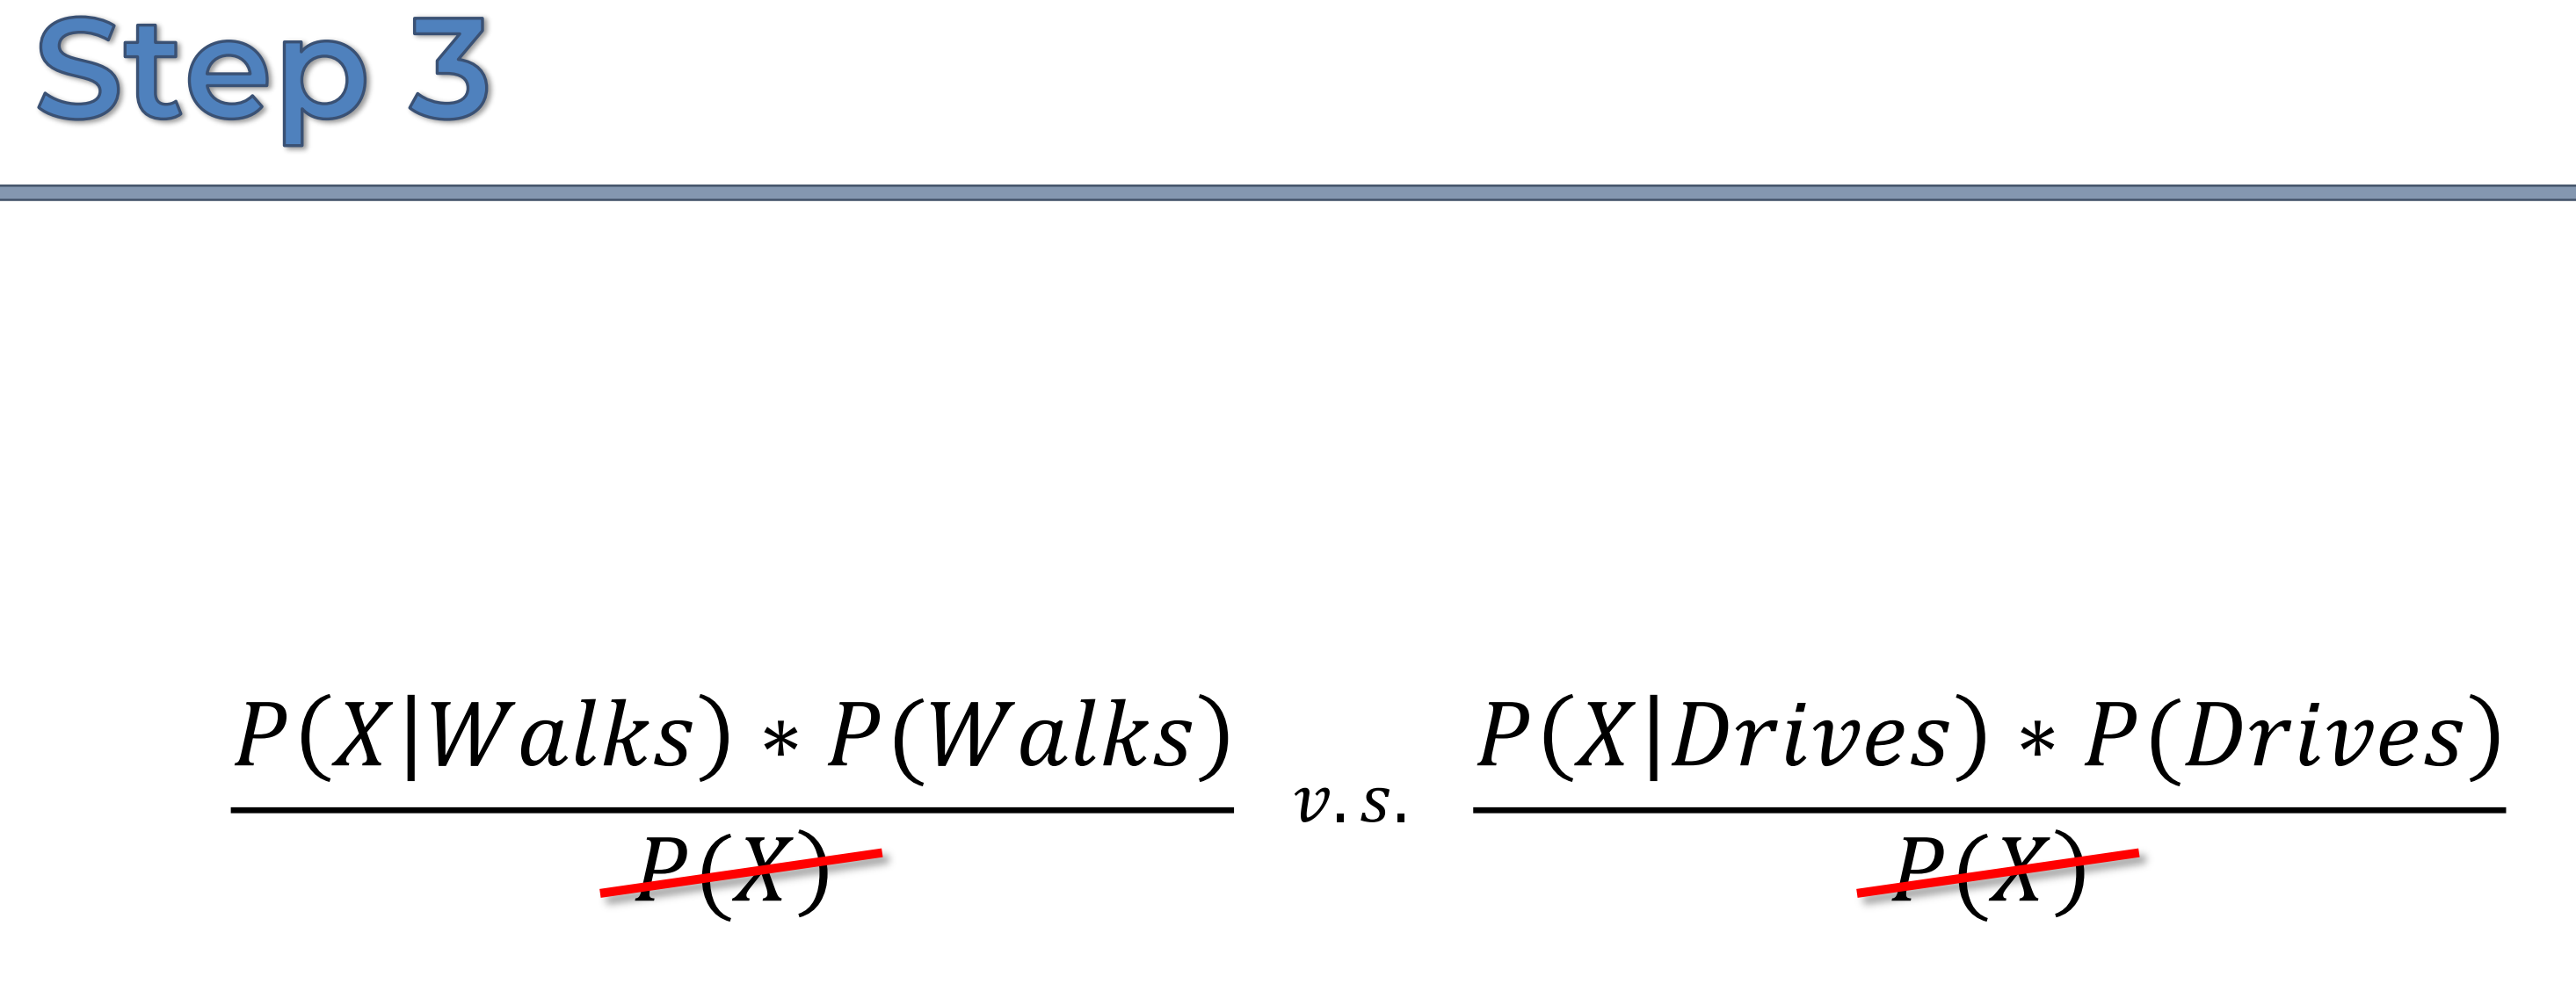 Step 3
P(X|Walks) * P(Walks)
P(X)
v.s.
P(X|Drives) * P(Drives)
P(X)